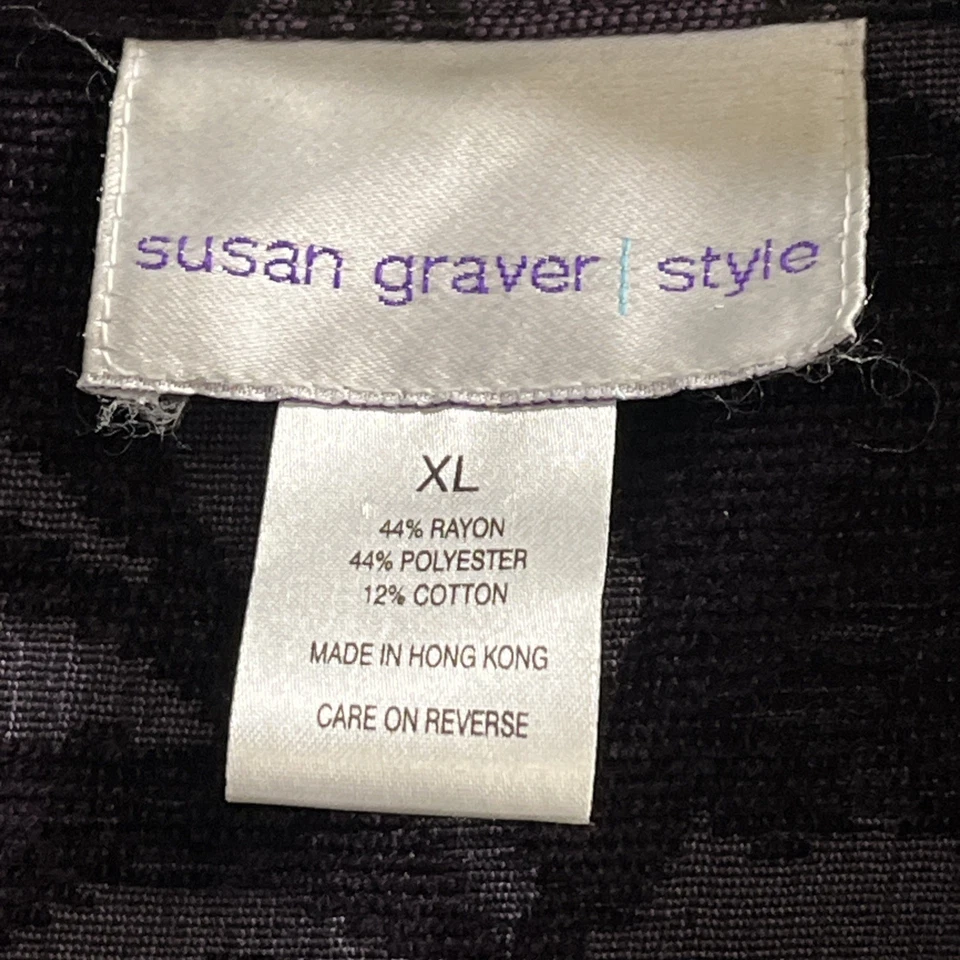 susan graver | style
XL
44% RAYON
44% POLYESTER
12% COTTON
MADE IN HONG KONG
CARE ON REVERSE